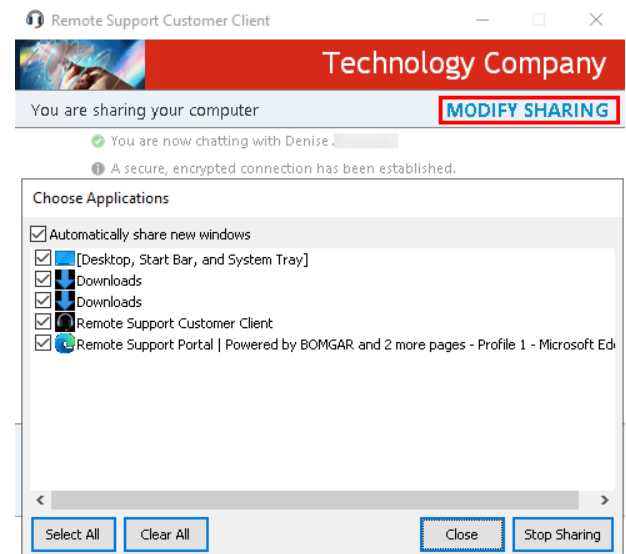 Remote Support Customer Client
Technology Company
You are sharing your computer MODIFY SHARING
You are now chatting with Denise
A secure, encrypted connection has been established.
Choose Applications
Automatically share new windows
[Desktop, Start Bar, and System Tray]
Downloads
Downloads
Remote Support Customer Client
Remote Support Portal | Powered by BOMGAR and 2 more pages - Profile 1 - Microsoft Ed
Select All Clear All Close Stop Sharing